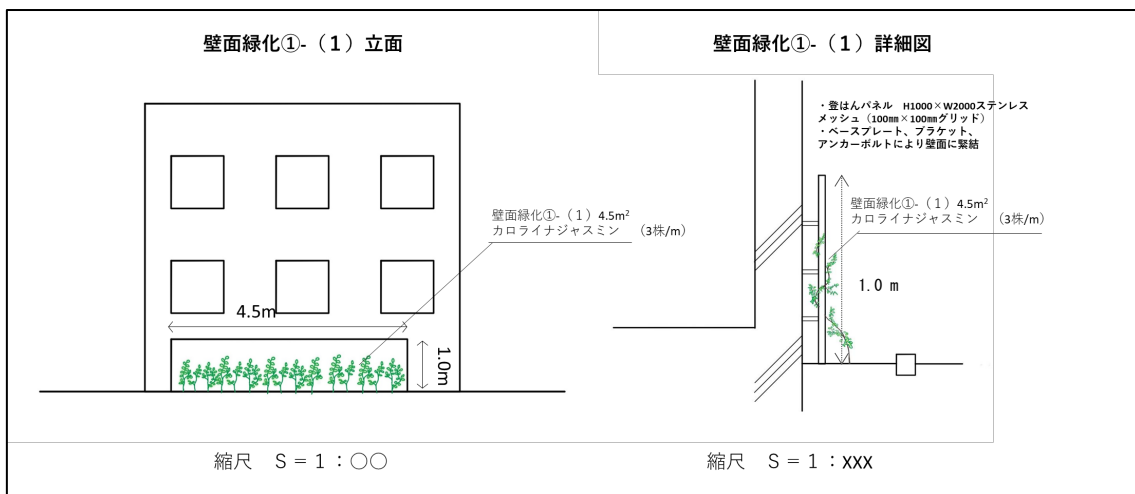 壁面緑化①-（１）立面
4.5m
1.0m
壁面緑化①-（１）4.5m²
カロライナジャスミン　（3株/m）
縮尺　Ｓ＝１：〇〇
壁面緑化①-（１）詳細図
・登はんパネル　H1000×W2000ステンレス
メッシュ（100㎜×100㎜グリッド）
・ベースプレート、ブラケット、
アンカーボルトにより壁面に緊結
壁面緑化①-（１）4.5m²
カロライナジャスミン　（3株/m）
1.0 m
縮尺　Ｓ＝１：XXX